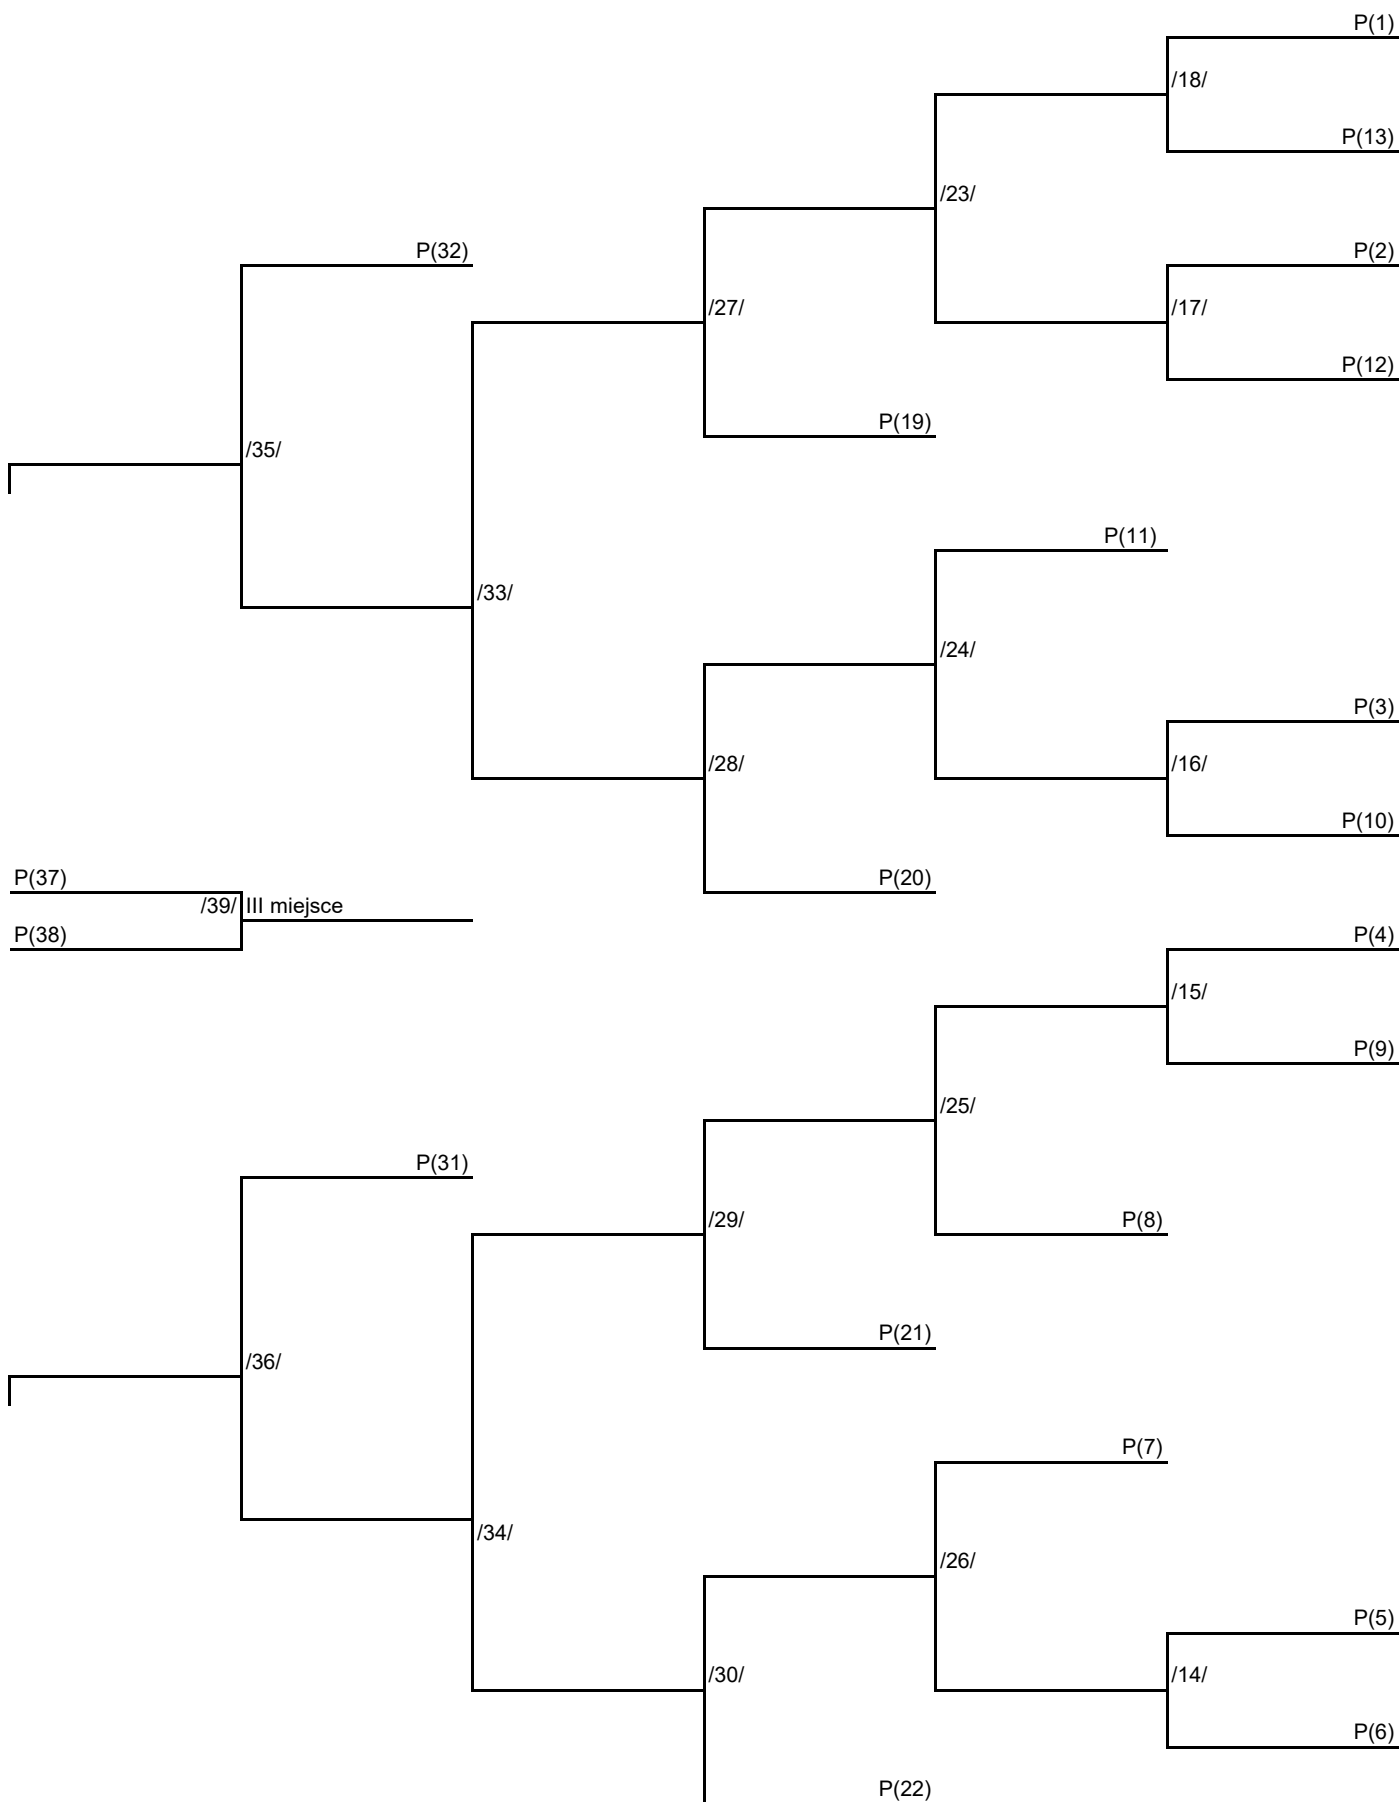 P(1)
/18/
P(13)
/23/
P(32)
P(2)
/27/
/17/
P(12)
P(19)
/35/
P(11)
/33/
/24/
P(3)
/28/
/16/
P(10)
P(37)
P(20)
/39/ III miejsce
P(38)
P(4)
/15/
P(9)
/25/
P(31)
/29/
P(8)
P(21)
/36/
P(7)
/34/
/26/
P(5)
/30/
/14/
P(6)
P(22)